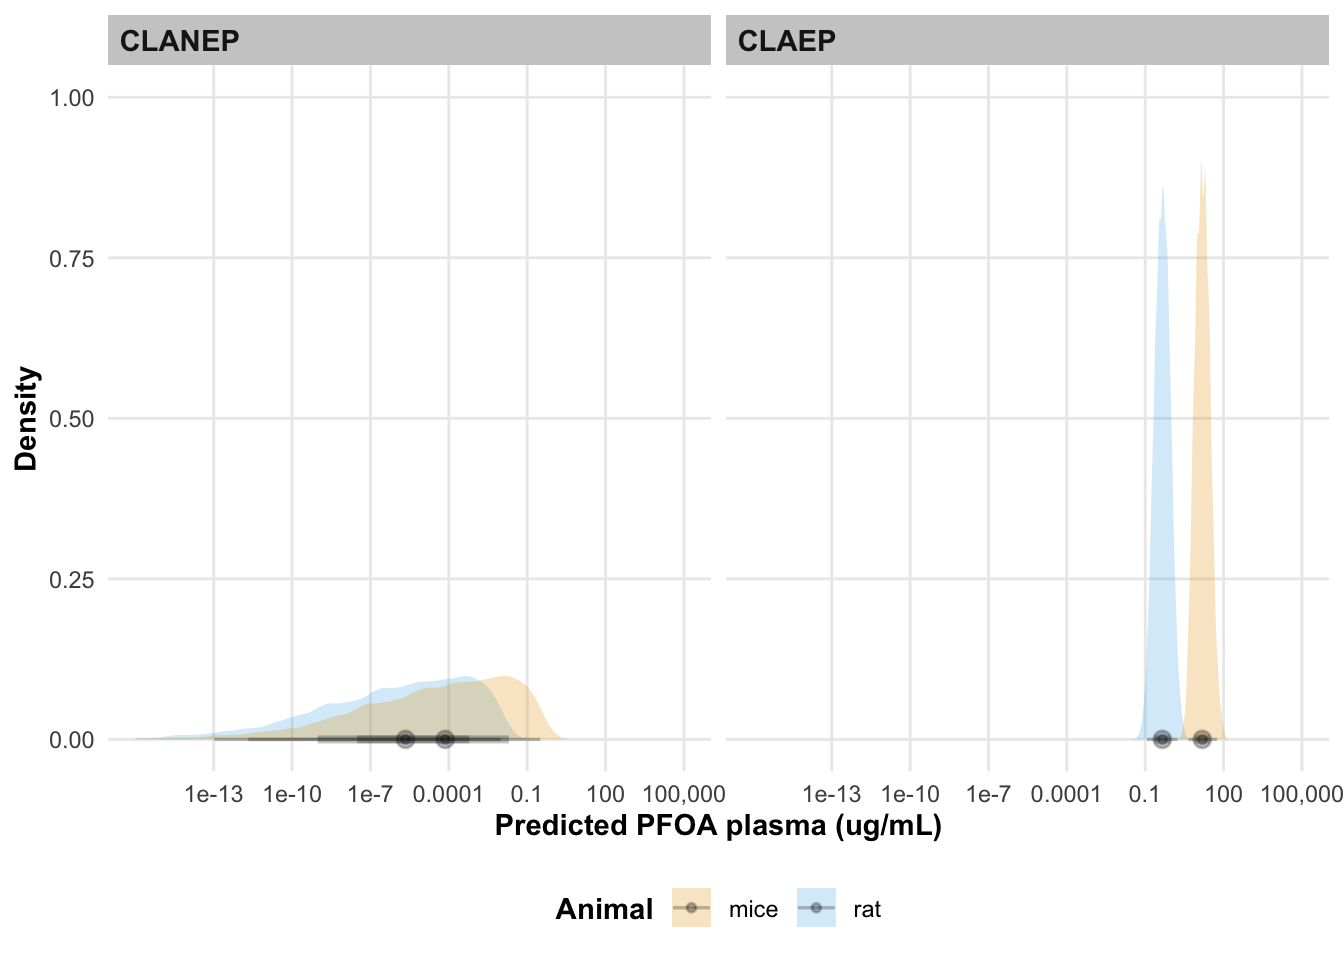 CLANEP CLAEP
1.00
0.75
0.50
0.25
0.00
Density
1e-13 1e-10 1e-7 0.0001 0.1 100 100,000 1e-13 1e-10 1e-7 0.0001 0.1 100 100,000
Predicted PFOA plasma (ug/mL)
Animal mice rat